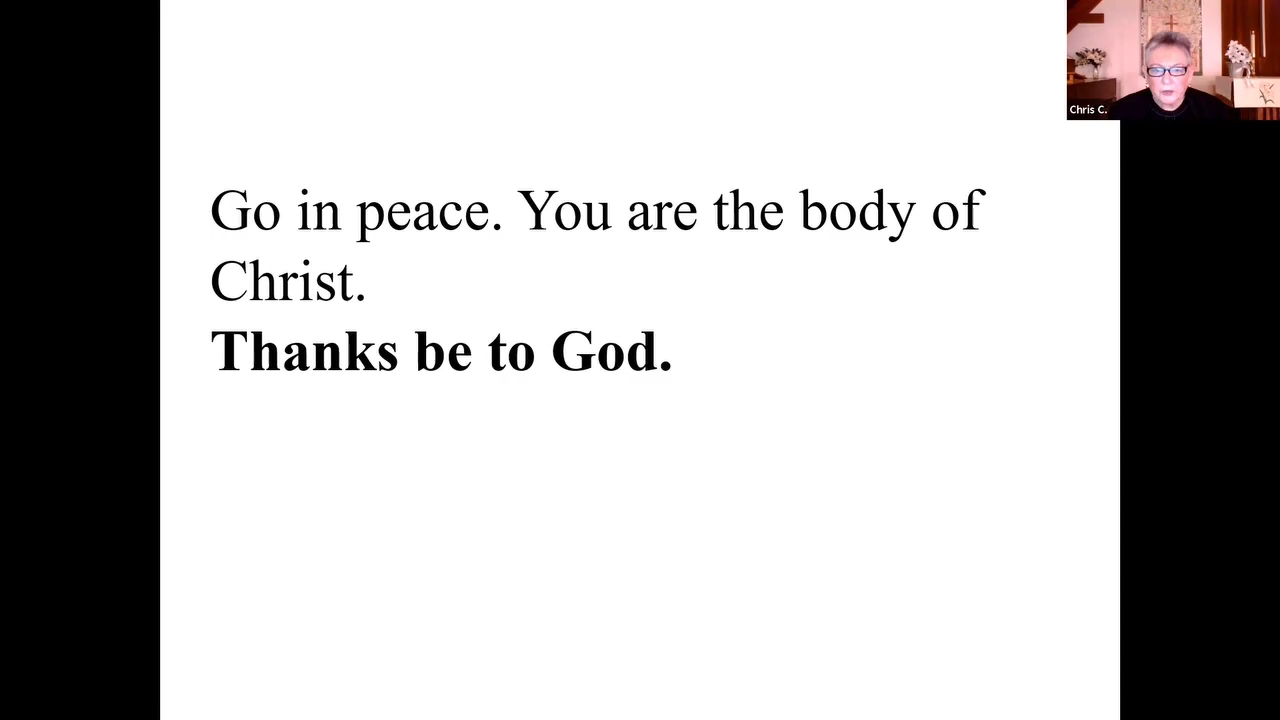 Chris C.
Go in peace. You are the body of
Christ.
Thanks be to God.